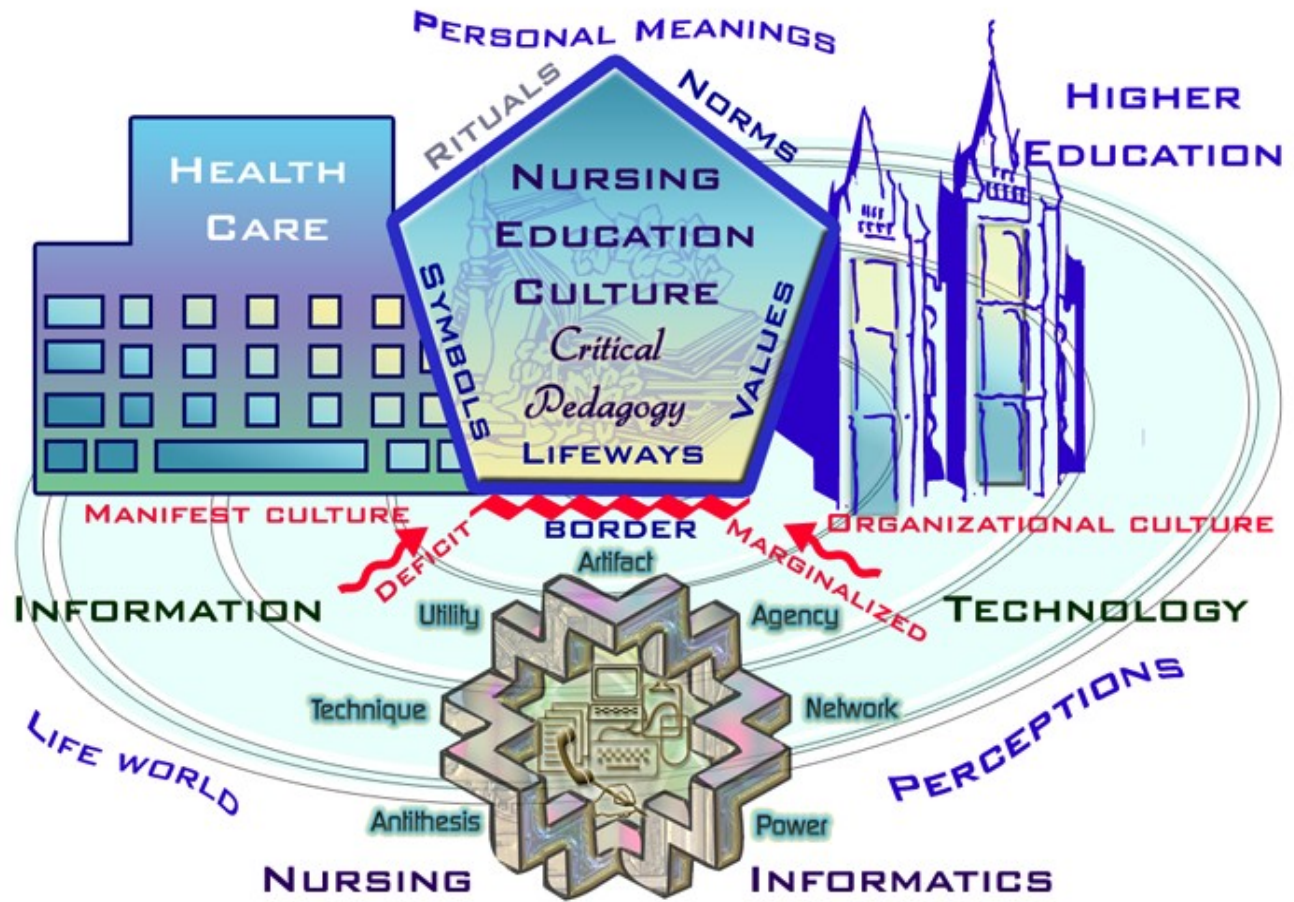 PERSONAL MEANINGS
RITUALS
NORMS
HIGHER
EDUCATION
HEALTH
CARE
NURSING
EDUCATION
CULTURE
Critical
Pedagogy
LIFEWAYS
SYMBOLS
VALUES
MANIFEST CULTURE
ORGANIZATIONAL CULTURE
DEFICIT
BORDER
MARGINALIZED
INFORMATION
TECHNOLOGY
Artifact
Utility
Agency
Technique
Network
Antithesis
Power
LIFE WORLD
PERCEPTIONS
NURSING
INFORMATICS